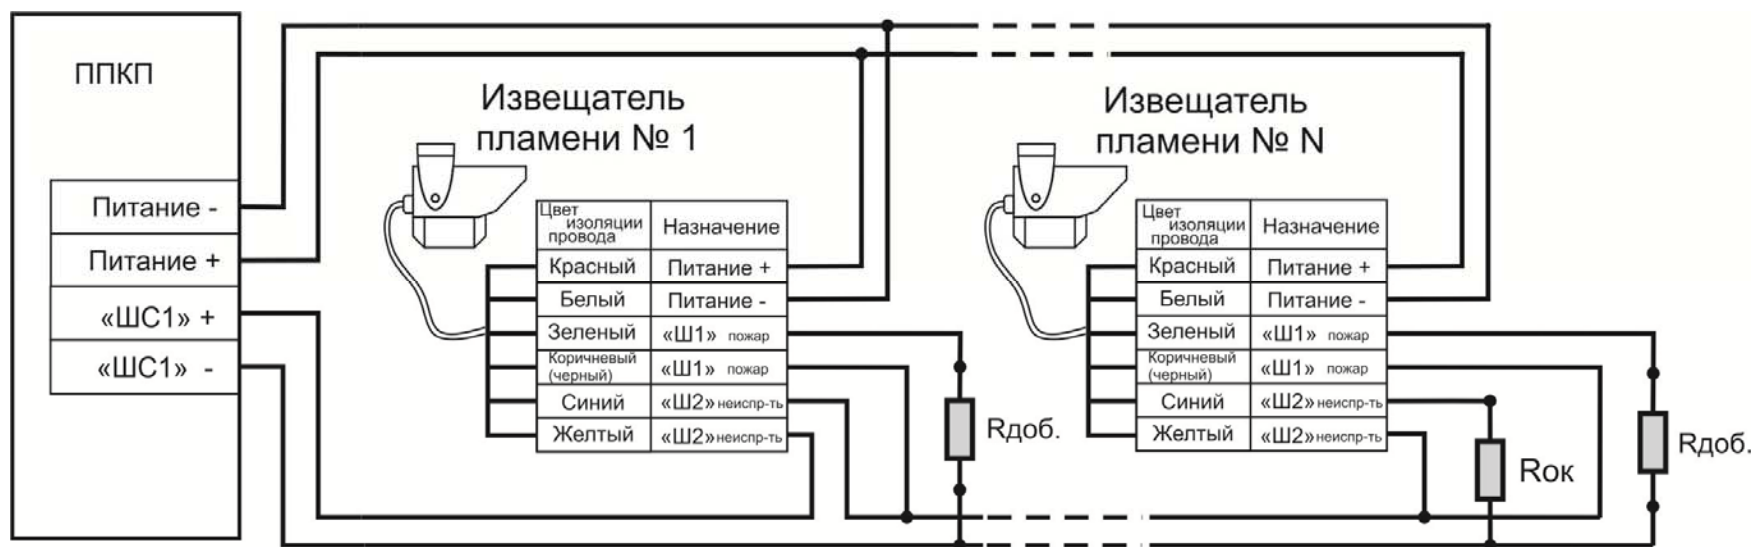 ППКП
Питание -
Питание +
«ШС1» +
«ШС1» -
Извещатель
пламени № 1
Цвет
изоляции
провода
Назначение
Красный
Питание +
Белый
Питание -
Зеленый
«Ш1» пожар
Коричневый
(черный)
«Ш1» пожар
Синий
«Ш2» неиспр-ть
Желтый
«Ш2» неиспр-ть
Rдоб.
Извещатель
пламени № N
Цвет
изоляции
провода
Назначение
Красный
Питание +
Белый
Питание -
Зеленый
«Ш1» пожар
Коричневый
(черный)
«Ш1» пожар
Синий
«Ш2» неиспр-ть
Желтый
«Ш2» неиспр-ть
Rок
Rдоб.